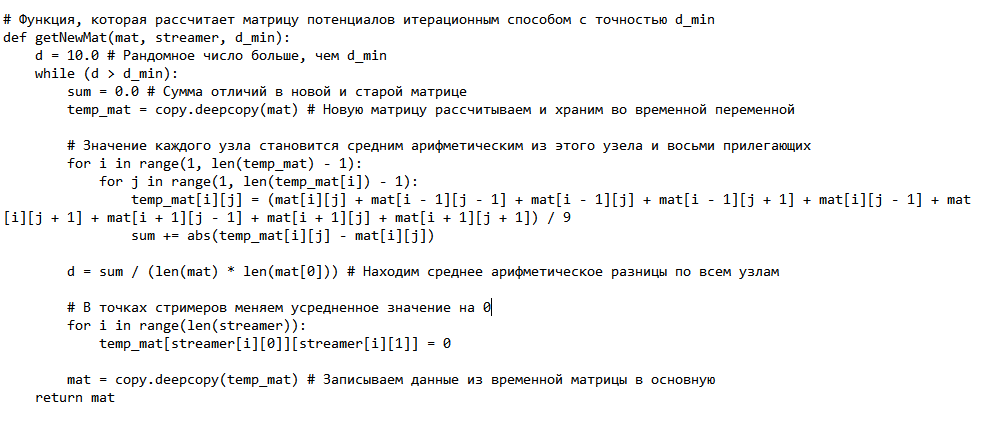 # Функция, которая рассчитает матрицу потенциалов итерационным способом с точностью d_min
def getNewMat(mat, streamer, d_min):
    d = 10.0 # Рандомное число больше, чем d_min
    while (d > d_min):
        sum = 0.0 # Сумма отличий в новой и старой матрице
        temp_mat = copy.deepcopy(mat) # Новую матрицу рассчитываем и храним во временной переменной

        # Значение каждого узла становится средним арифметическим из этого узела и восьми прилегающих
        for i in range(1, len(temp_mat) - 1):
            for j in range(1, len(temp_mat[i]) - 1):
                temp_mat[i][j] = (mat[i][j] + mat[i - 1][j - 1] + mat[i - 1][j] + mat[i - 1][j + 1] + mat[i][j - 1] + mat
[i][j + 1] + mat[i + 1][j - 1] + mat[i + 1][j] + mat[i + 1][j + 1]) / 9
                sum += abs(temp_mat[i][j] - mat[i][j])

        d = sum / (len(mat) * len(mat[0])) # Находим среднее арифметическое разницы по всем узлам

        # В точках стримеров меняем усредненное значение на 0
        for i in range(len(streamer)):
            temp_mat[streamer[i][0]][streamer[i][1]] = 0

        mat = copy.deepcopy(temp_mat) # Записываем данные из временной матрицы в основную
    return mat